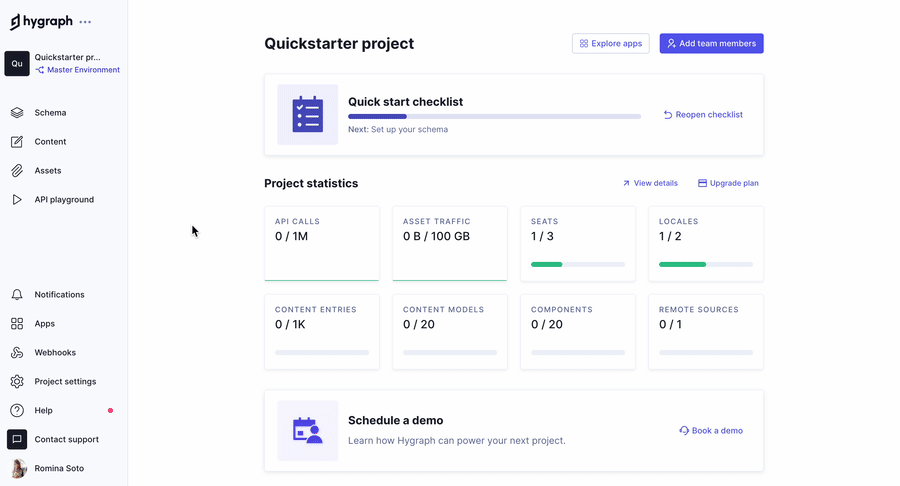 hygraph
Qu
Quickstarter pr...
Master Environment
Schema
Content
Assets
API playground
Notifications
Apps
Webhooks
Project settings
Help
Contact support
Romina Soto
Quickstarter project
Explore apps
Add team members
Quick start checklist
Next: Set up your schema
Reopen checklist
Project statistics
View details
Upgrade plan
API CALLS
0 / 1M
ASSET TRAFFIC
0 B / 100 GB
SEATS
1 / 3
LOCALES
1 / 2
CONTENT ENTRIES
0 / 1K
CONTENT MODELS
0 / 20
COMPONENTS
0 / 20
REMOTE SOURCES
0 / 1
Schedule a demo
Learn how Hygraph can power your next project.
Book a demo